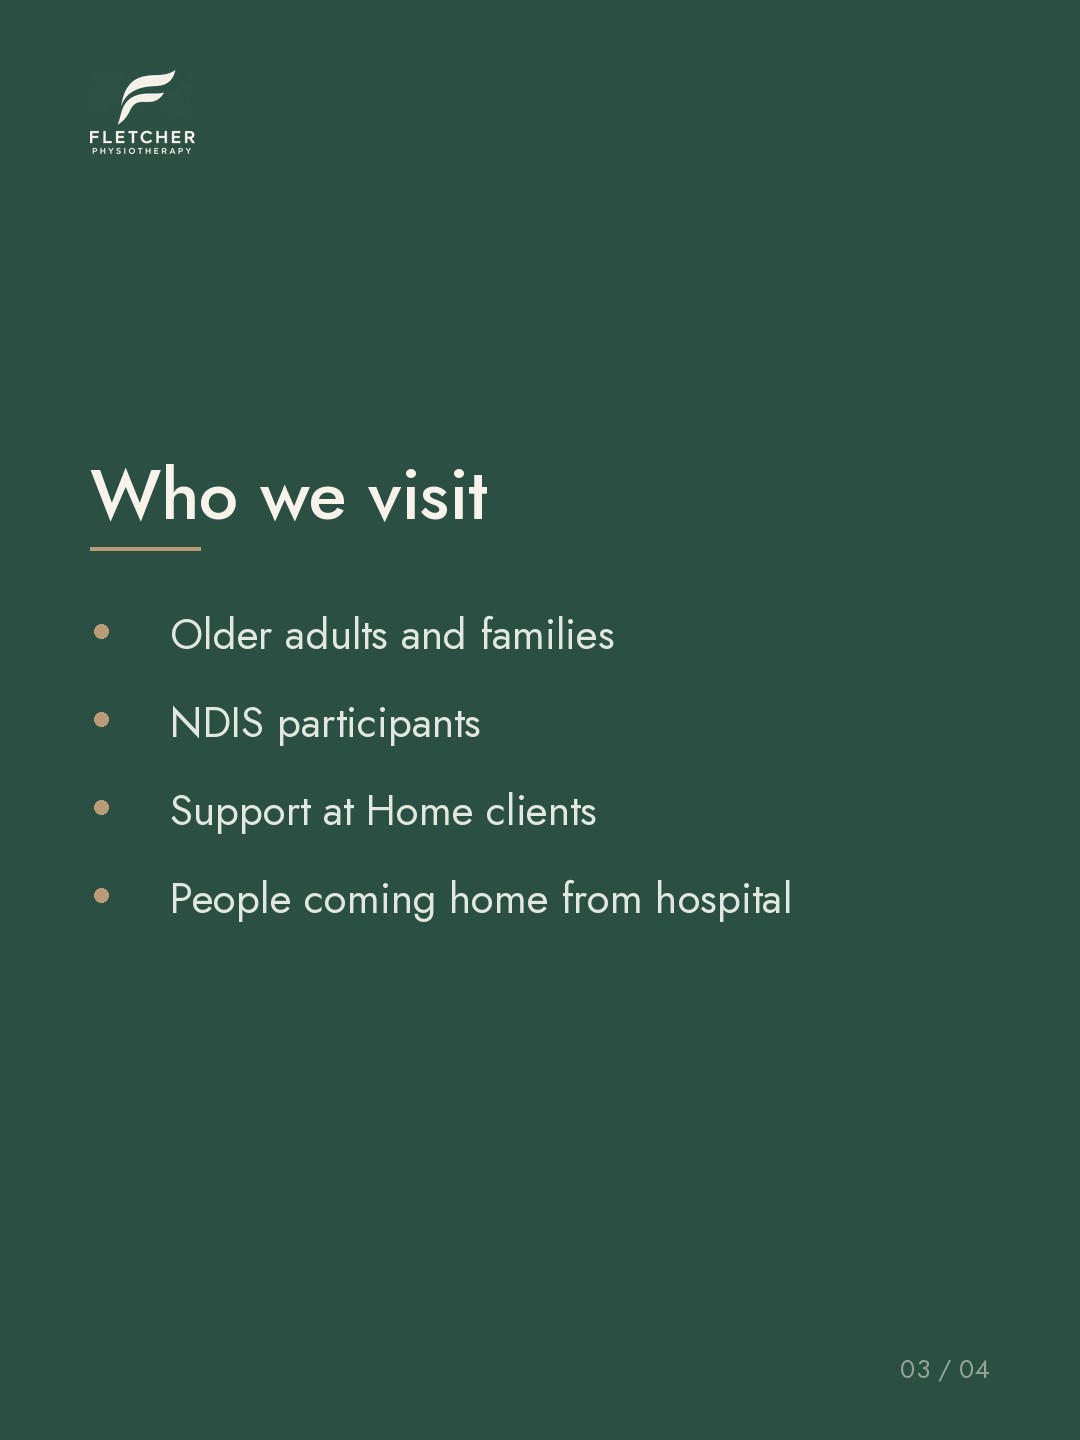 FLETCHER
PHYSIOTHERAPY
Who we visit
Older adults and families
NDIS participants
Support at Home clients
People coming home from hospital
03 / 04